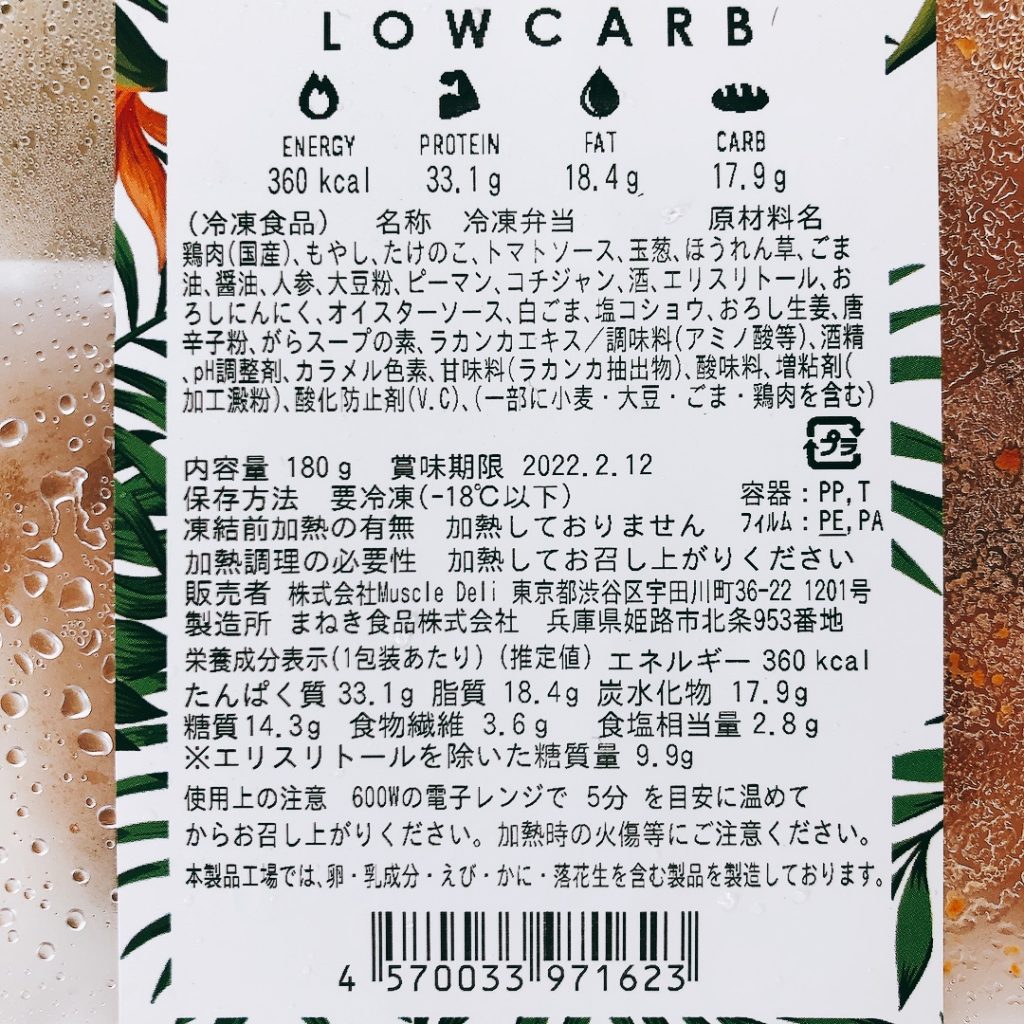 LOWCARB
ENERGY PROTEIN FAT CARB
360 kcal 33.1g 18.4g 17.9g
(冷凍食品) 名称 冷凍弁当 原材料名
鶏肉(国産)、もやし、たけのこ、トマトソース、玉葱、ほうれん草、ごま
油、醤油、人参、大豆粉、ピーマン、コチジャン、酒、エリスリトール、お
ろしにんにく、オイスターソース、白ごま、塩コショウ、おろし生姜、唐
辛子粉、がらスープの素、ラカンカエキス／調味料(アミノ酸等)、酒精
、pH調整剤、カラメル色素、甘味料(ラカンカ抽出物)、酸味料、増粘剤(
加工澱粉)、酸化防止剤(V.C)、(一部に小麦・大豆・ごま・鶏肉を含む)
プラ
内容量 180g 賞味期限 2022.2.12
保存方法 要冷凍(-18℃以下) 容器：PP,T
凍結前加熱の有無 加熱しておりません フィルム：PE,PA
加熱調理の必要性 加熱してお召し上がりください
販売者 株式会社Muscle Deli 東京都渋谷区宇田川町36-22 1201号
製造所 まねき食品株式会社 兵庫県姫路市北条953番地
栄養成分表示(1包装あたり)(推定値) エネルギー 360 kcal
たんぱく質 33.1g 脂質 18.4g 炭水化物 17.9g
糖質14.3g 食物繊維 3.6g 食塩相当量 2.8g
※エリスリトールを除いた糖質量 9.9g
使用上の注意 600Wの電子レンジで 5分 を目安に温めて
からお召し上がりください。加熱時の火傷等にご注意ください。
本製品工場では、卵・乳成分・えび・かに・落花生を含む製品を製造しております。
4 570033 971623